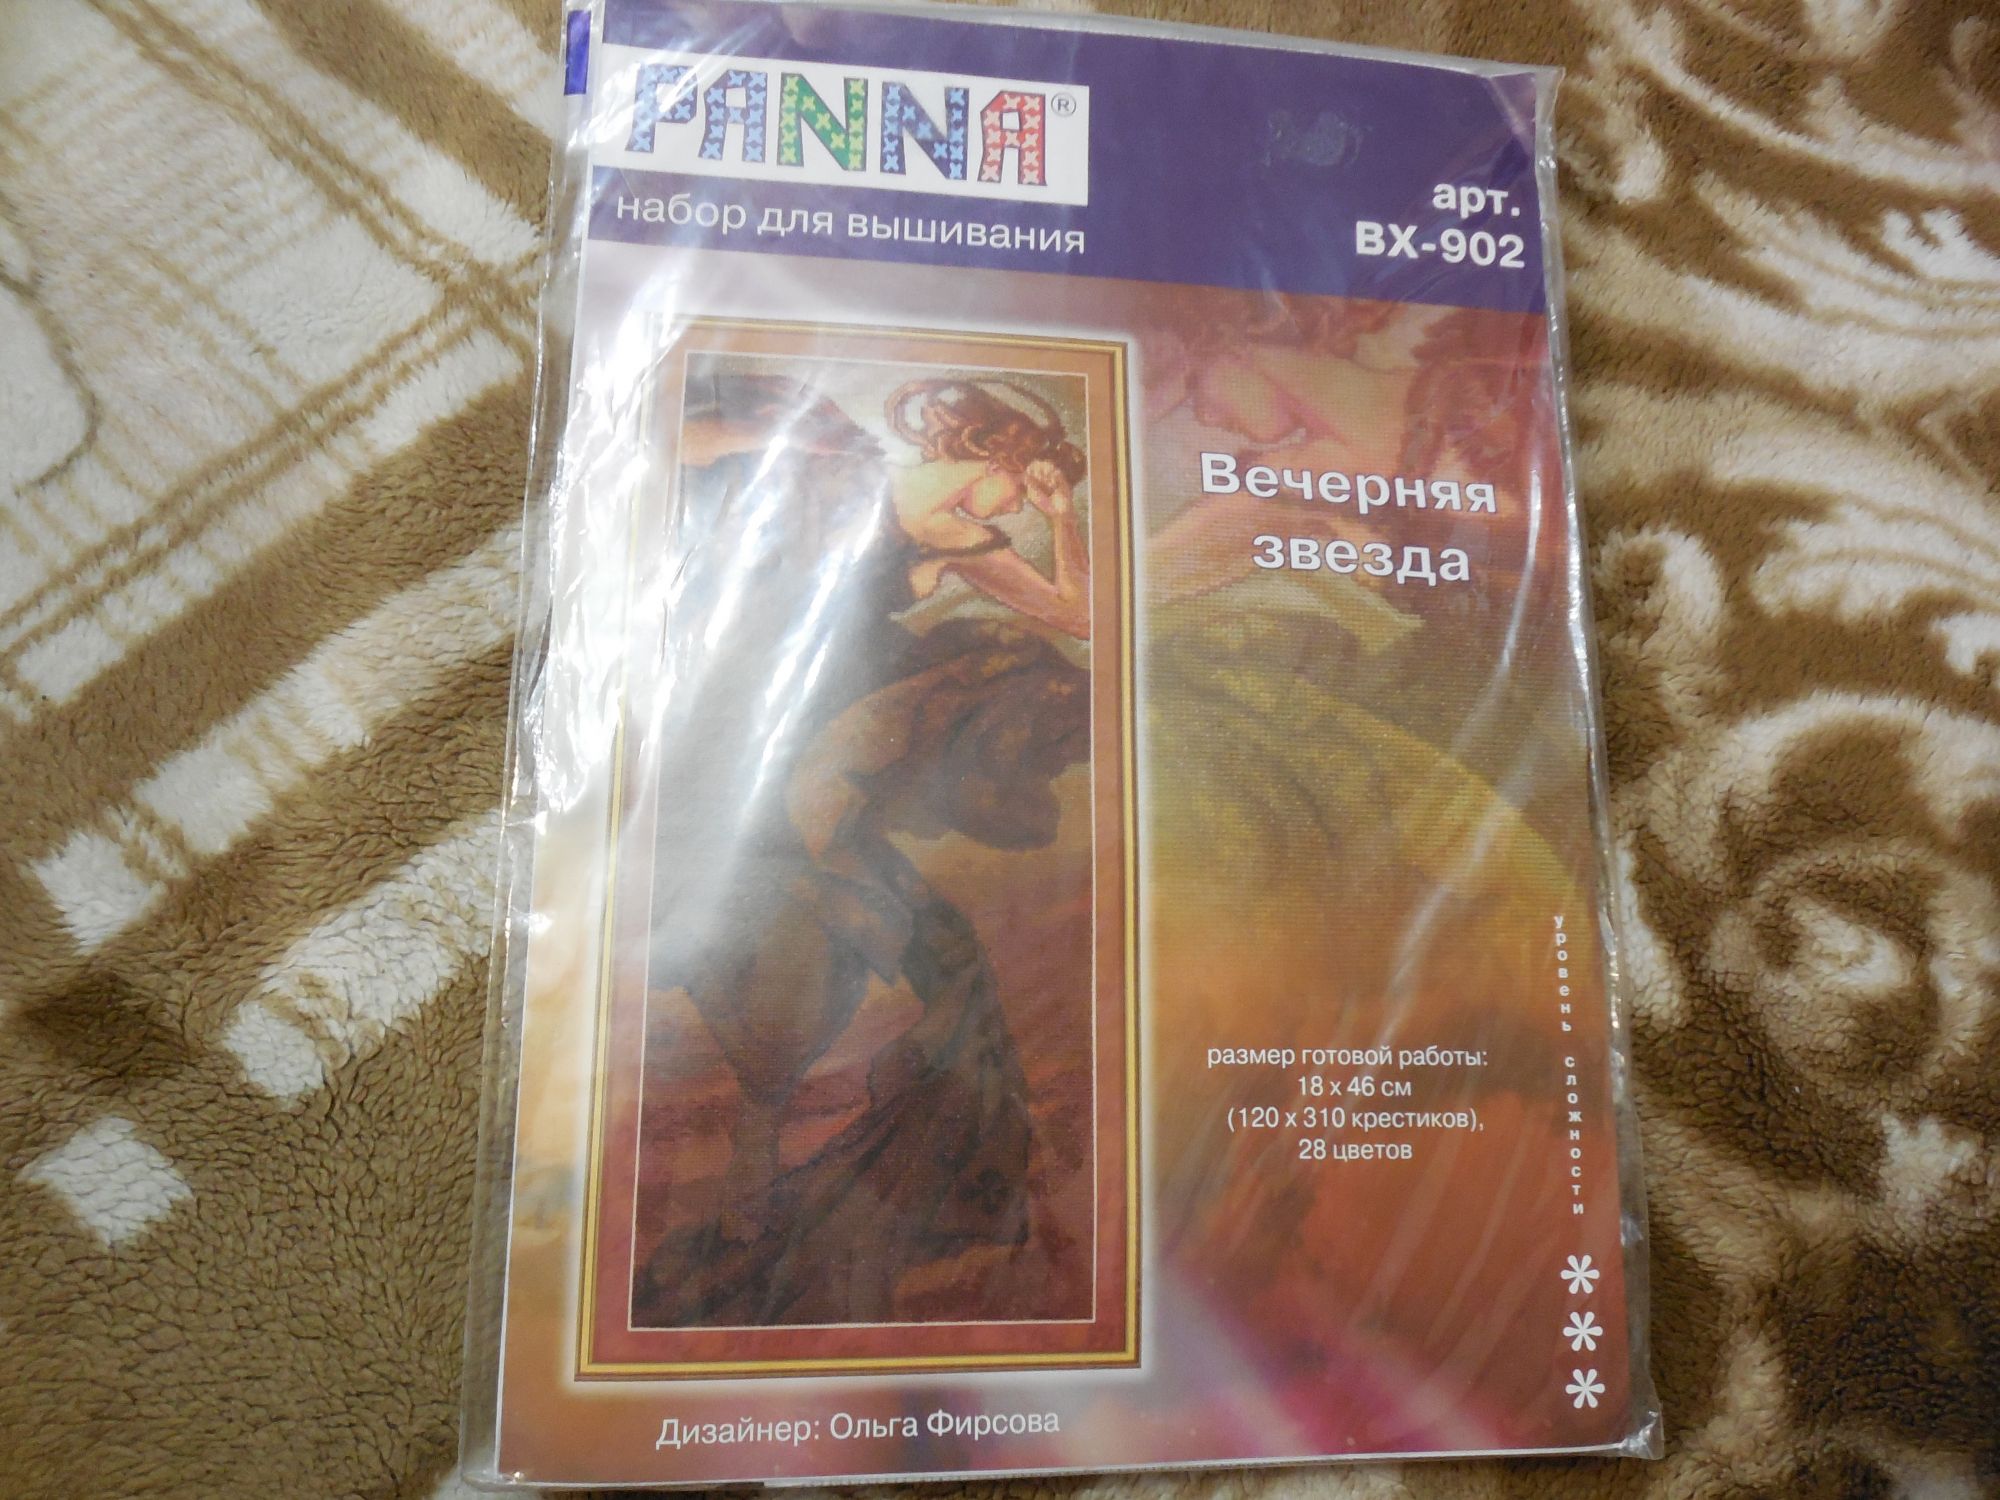 PANNA®
набор для вышивания
арт.
ВХ-902
Вечерняя
звезда
размер готовой работы:
18 х 46 см
(120 х 310 крестиков),
28 цветов
уровень сложности
* * *
Дизайнер: Ольга Фирсова